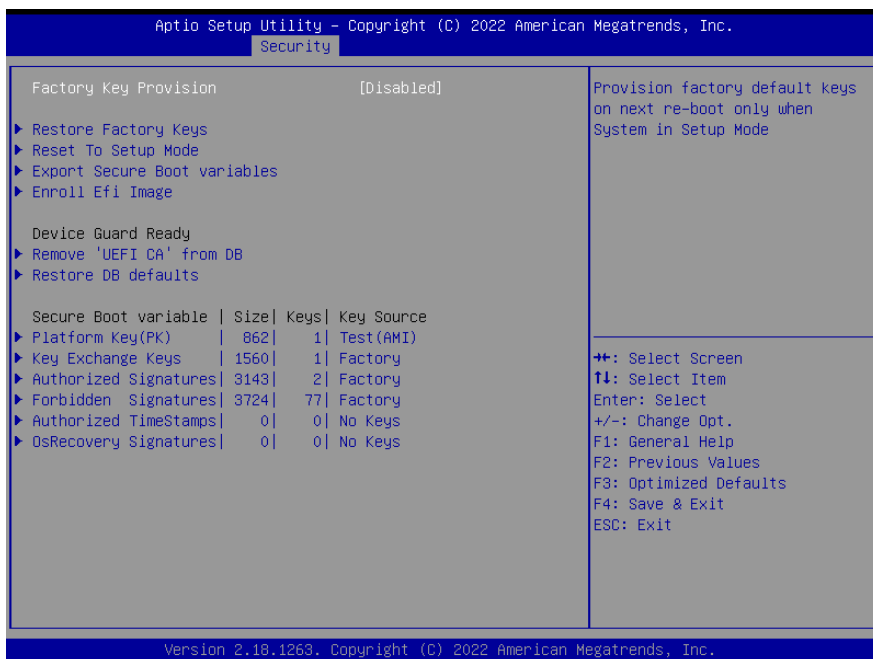 Aptio Setup Utility – Copyright (C) 2022 American Megatrends, Inc.
Security
Factory Key Provision [Disabled]
Restore Factory Keys
Reset To Setup Mode
Export Secure Boot variables
Enroll Efi Image
Device Guard Ready
Remove 'UEFI CA' from DB
Restore DB defaults
Secure Boot variable | Size| Keys| Key Source
Platform Key(PK) | 862| 1| Test(AMI)
Key Exchange Keys | 1560| 1| Factory
Authorized Signatures| 3143| 2| Factory
Forbidden Signatures| 3724| 77| Factory
Authorized TimeStamps| 0| 0| No Keys
OsRecovery Signatures| 0| 0| No Keys
Provision factory default keys
on next re-boot only when
System in Setup Mode
→←: Select Screen
↑↓: Select Item
Enter: Select
+/-: Change Opt.
F1: General Help
F2: Previous Values
F3: Optimized Defaults
F4: Save & Exit
ESC: Exit
Version 2.18.1263. Copyright (C) 2022 American Megatrends, Inc.